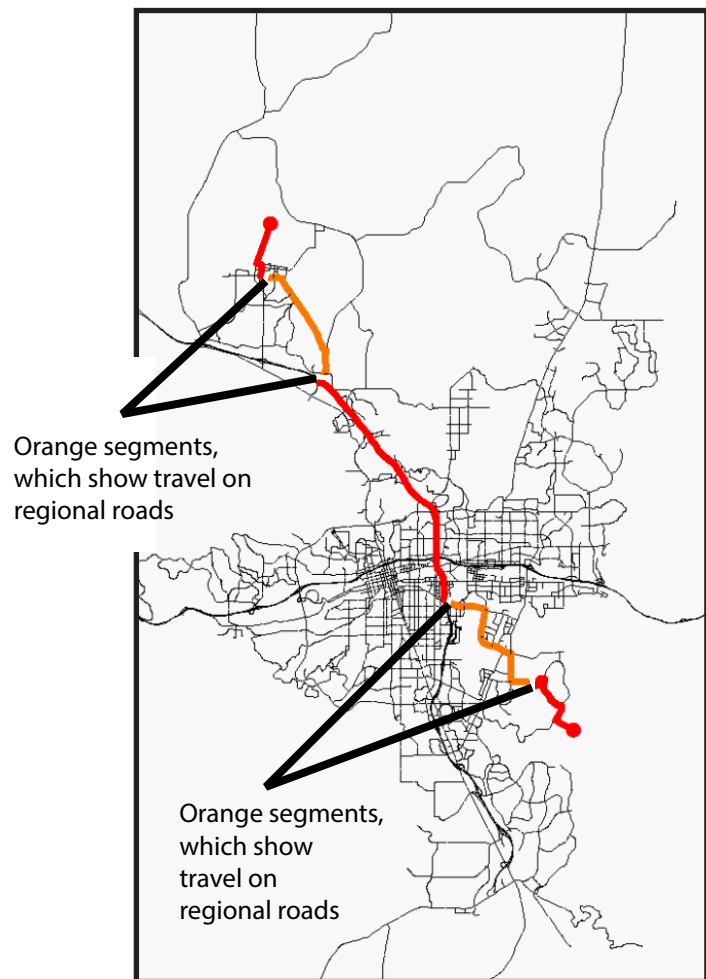 Orange segments,
which show travel on
regional roads
Orange segments,
which show
travel on
regional roads